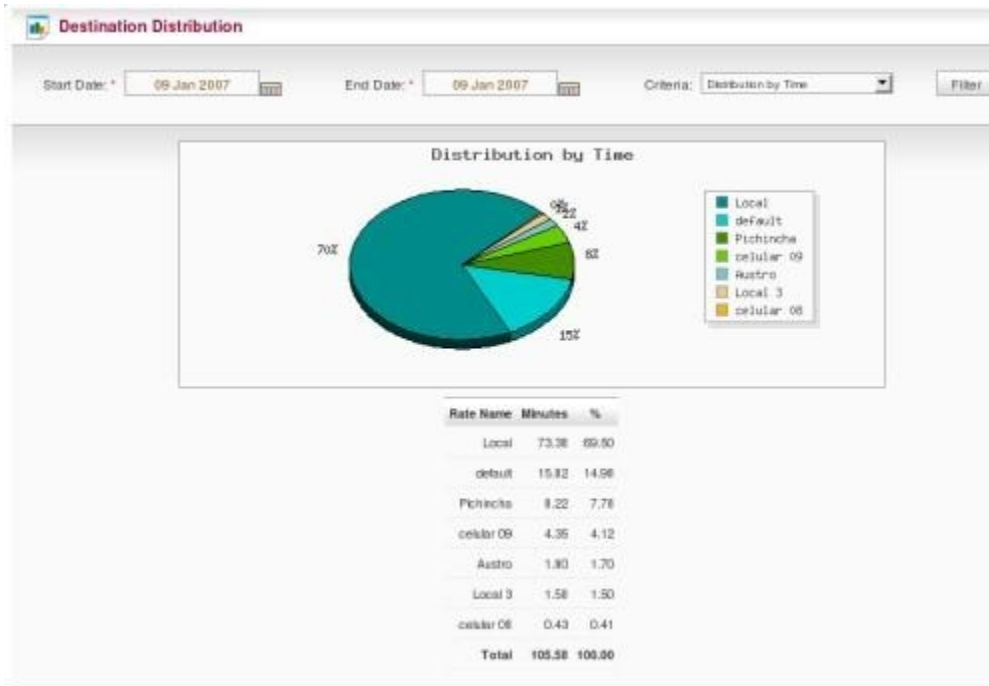 Destination Distribution
Start Date: * 09 Jan 2007 End Date: * 09 Jan 2007 Criteria: Distribution by Time Filter
Distribution by Time
0%
2%
4%
70%
8%
15%
Local
default
Pichincha
celular 09
Austro
Local 3
celular 08
Rate Name Minutes %
Local 73.38 69.50
default 15.82 14.98
Pichincha 8.22 7.78
celular 09 4.35 4.12
Austro 1.80 1.70
Local 3 1.58 1.50
celular 08 0.43 0.41
Total 105.58 100.00